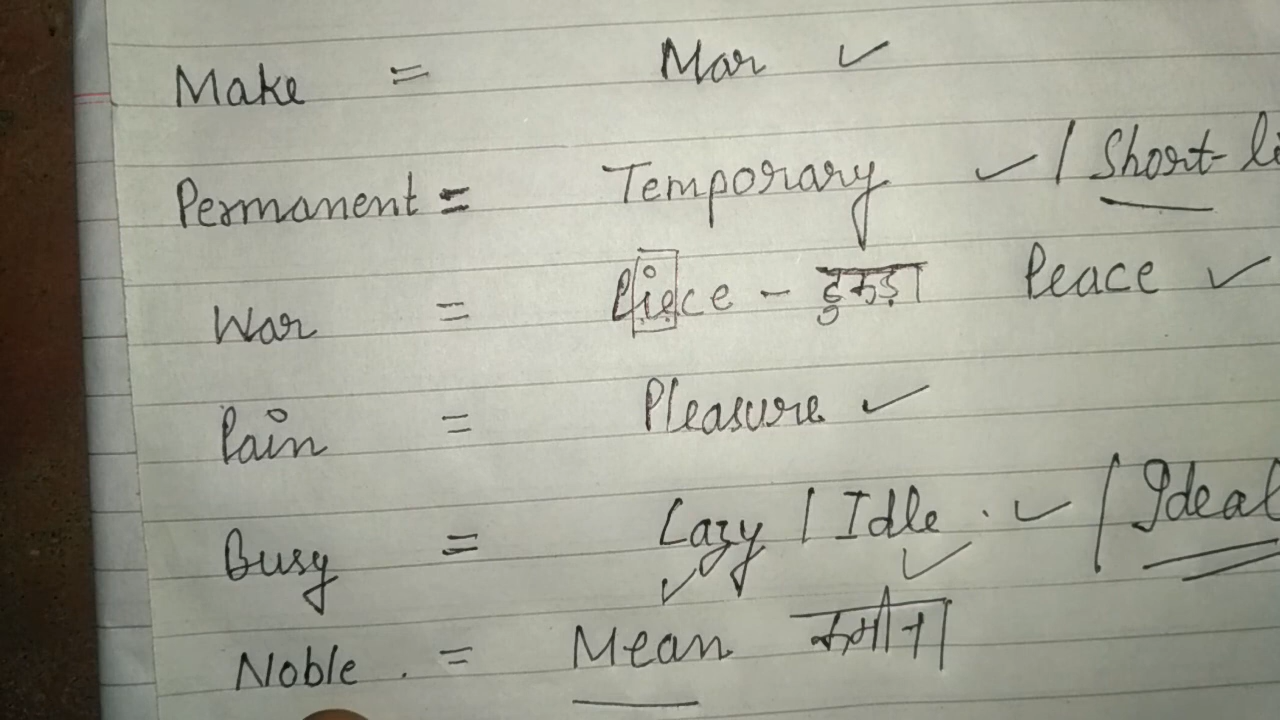 Make = Mar ✓
Permanent = Temporary ✓ / Short-li
War = Piece - टुकड़ा Peace ✓
Pain = Pleasure ✓
Busy = Lazy / Idle . ✓ / Ideal
Noble . = Mean कमीना